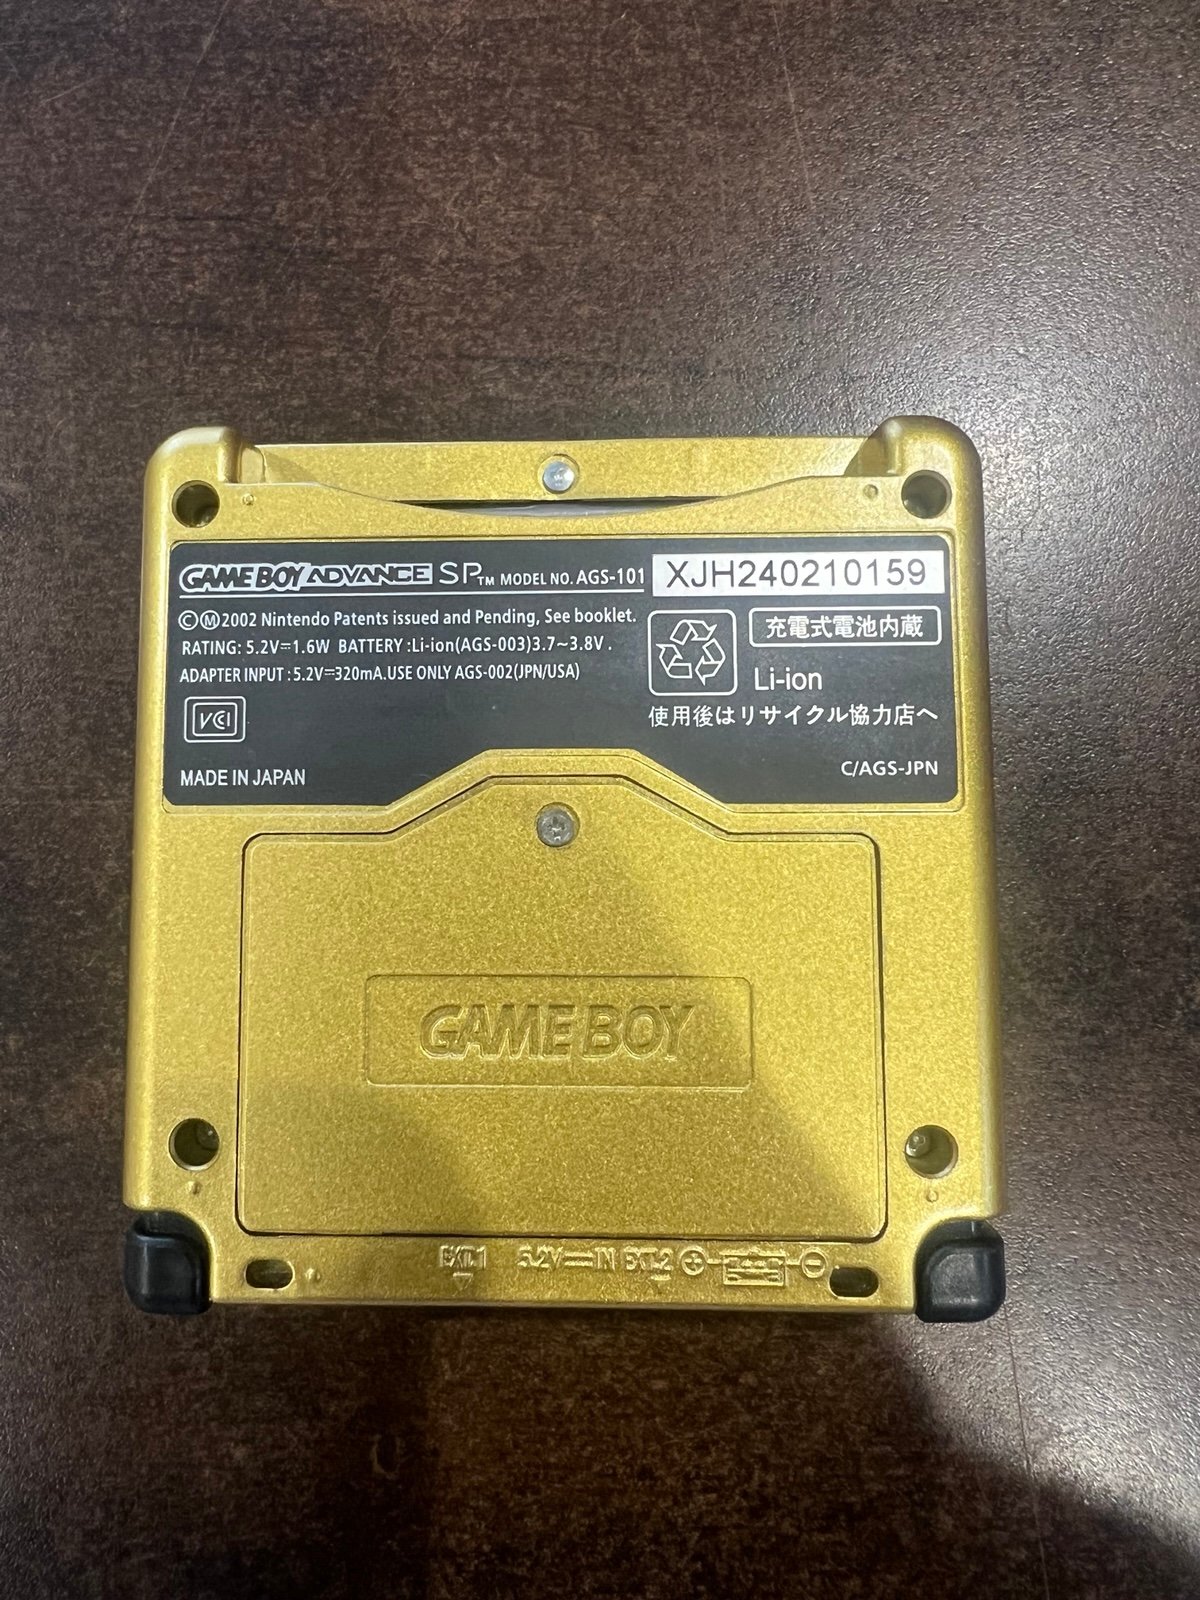 GAME BOY ADVANCE SP™ MODEL NO. AGS-101
XJH240210159
©Ⓜ2002 Nintendo Patents issued and Pending, See booklet.
RATING: 5.2V⎓1.6W BATTERY :Li-ion(AGS-003)3.7~3.8V .
ADAPTER INPUT : 5.2V⎓320mA.USE ONLY AGS-002(JPN/USA)
充電式電池内蔵
Li-ion
使用後はリサイクル協力店へ
VCI
MADE IN JAPAN
C/AGS-JPN
GAME BOY
EXT.1 5.2V⎓IN EXT.2